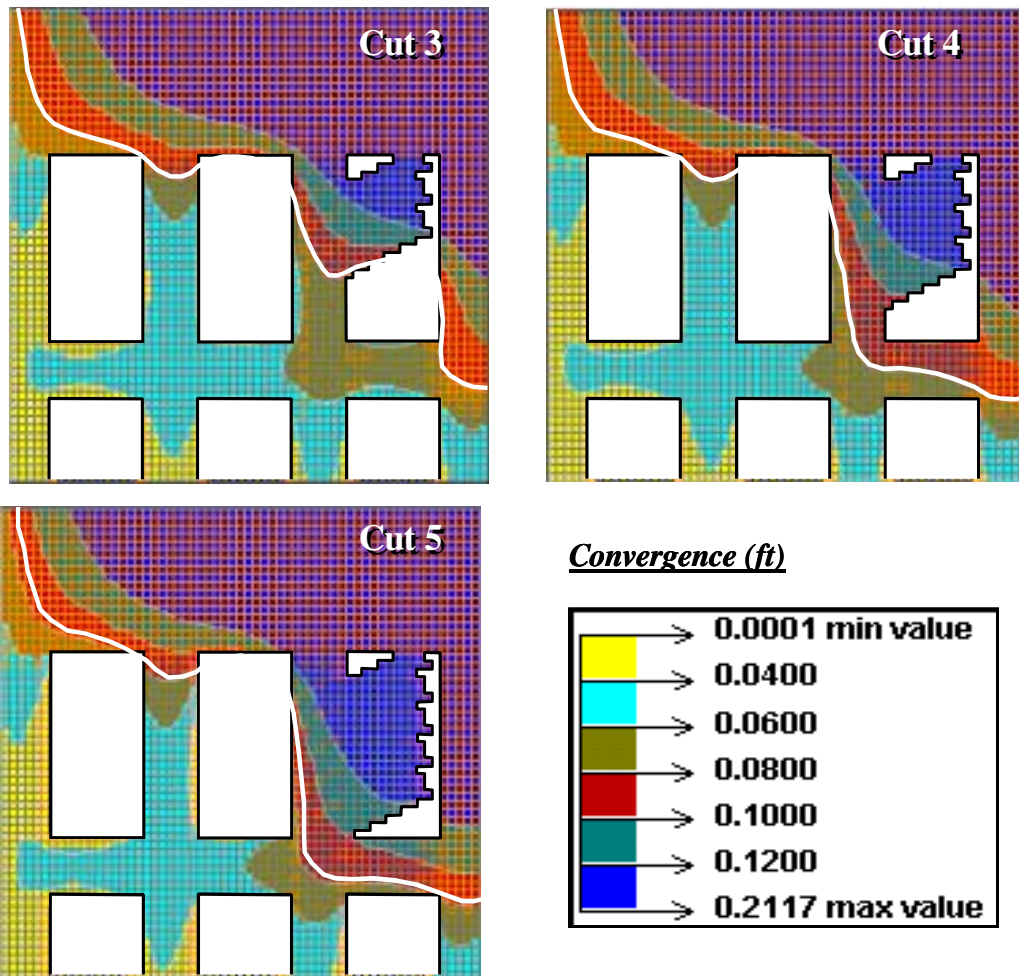 Cut 3
Cut 4
Cut 5
Convergence (ft)
0.0001 min value
0.0400
0.0600
0.0800
0.1000
0.1200
0.2117 max value